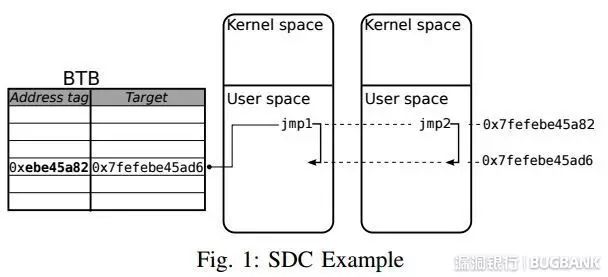 BTB
Address tag Target
0xebe45a82 0x7fefebe45ad6
Kernel space
User space
jmp1
Kernel space
User space
jmp2
0x7fefebe45a82
0x7fefebe45ad6
Fig. 1: SDC Example
漏洞银行 | BUGBANK